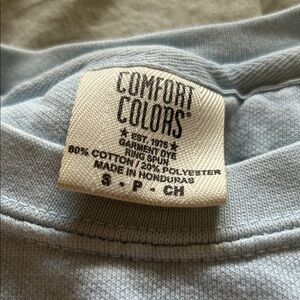 COMFORT
COLORS®
★ EST. 1975 ★
GARMENT DYE
RING SPUN
80% COTTON / 20% POLYESTER
MADE IN HONDURAS
S - P - CH